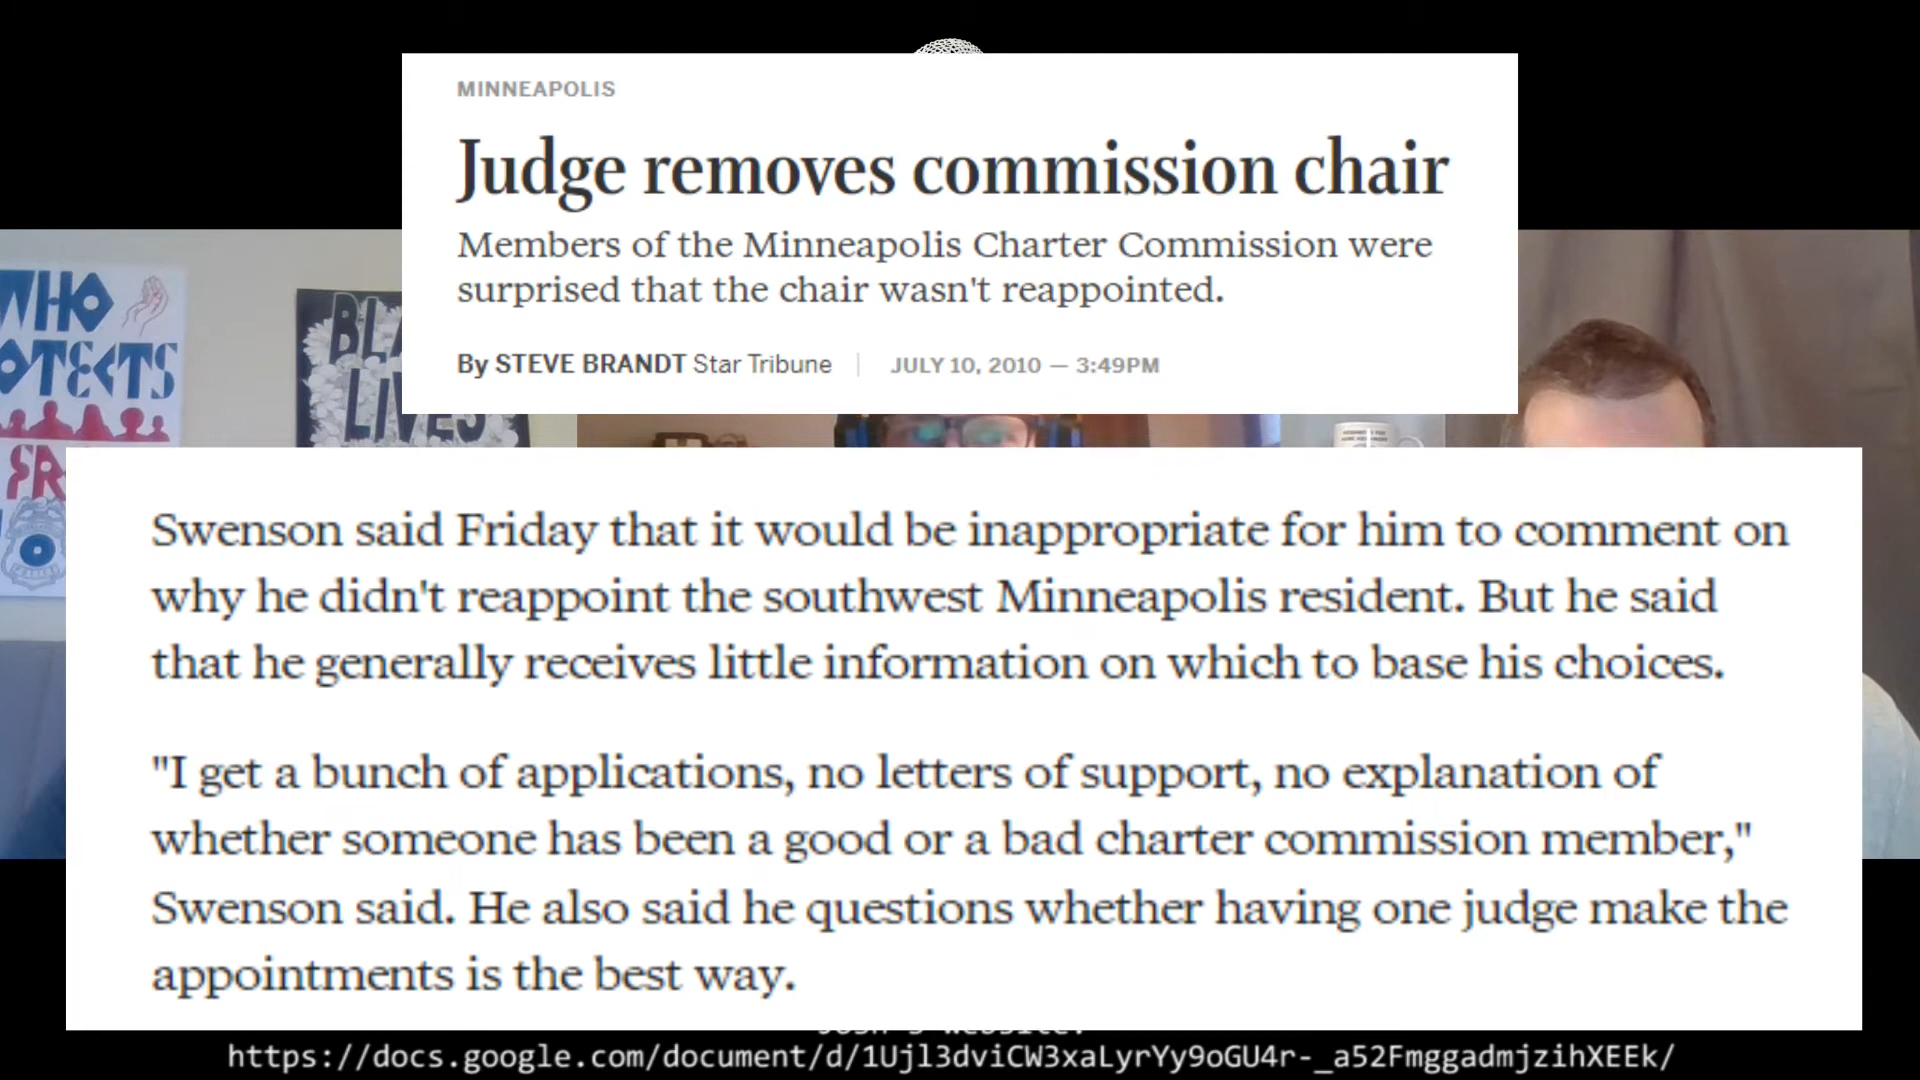 MINNEAPOLIS
Judge removes commission chair
Members of the Minneapolis Charter Commission were
surprised that the chair wasn't reappointed.
By STEVE BRANDT Star Tribune | JULY 10, 2010 — 3:49PM
WHO
LIVES
Swenson said Friday that it would be inappropriate for him to comment on
why he didn't reappoint the southwest Minneapolis resident. But he said
that he generally receives little information on which to base his choices.
"I get a bunch of applications, no letters of support, no explanation of
whether someone has been a good or a bad charter commission member,"
Swenson said. He also said he questions whether having one judge make the
appointments is the best way.
https://docs.google.com/document/d/1Ujl3dviCW3xaLyrYy9oGU4r-_a52FmggadmjzihXEEk/